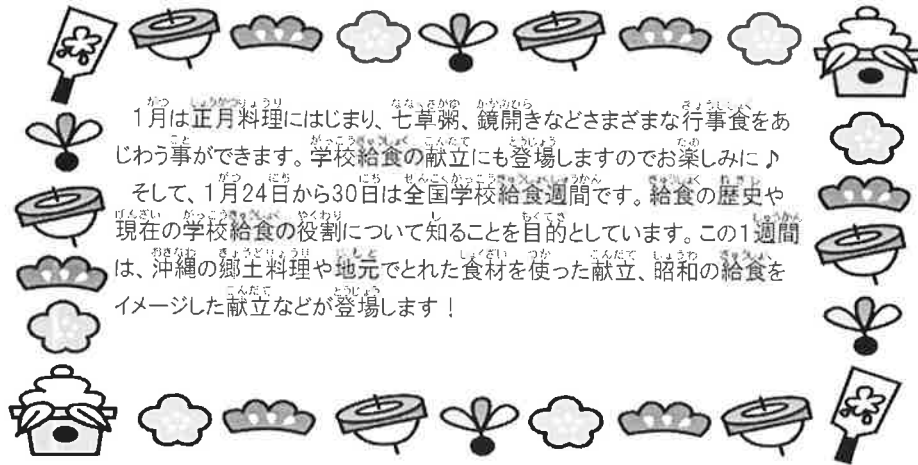 １月は正月料理にはじまり、七草粥、鏡開きなどさまざまな行事食をあ
じわう事ができます。学校給食の献立にも登場しますのでお楽しみに♪
そして、１月24日から30日は全国学校給食週間です。給食の歴史や
現在の学校給食の役割について知ることを目的としています。この１週間
は、沖縄の郷土料理や地元でとれた食材を使った献立、昭和の給食を
イメージした献立などが登場します！